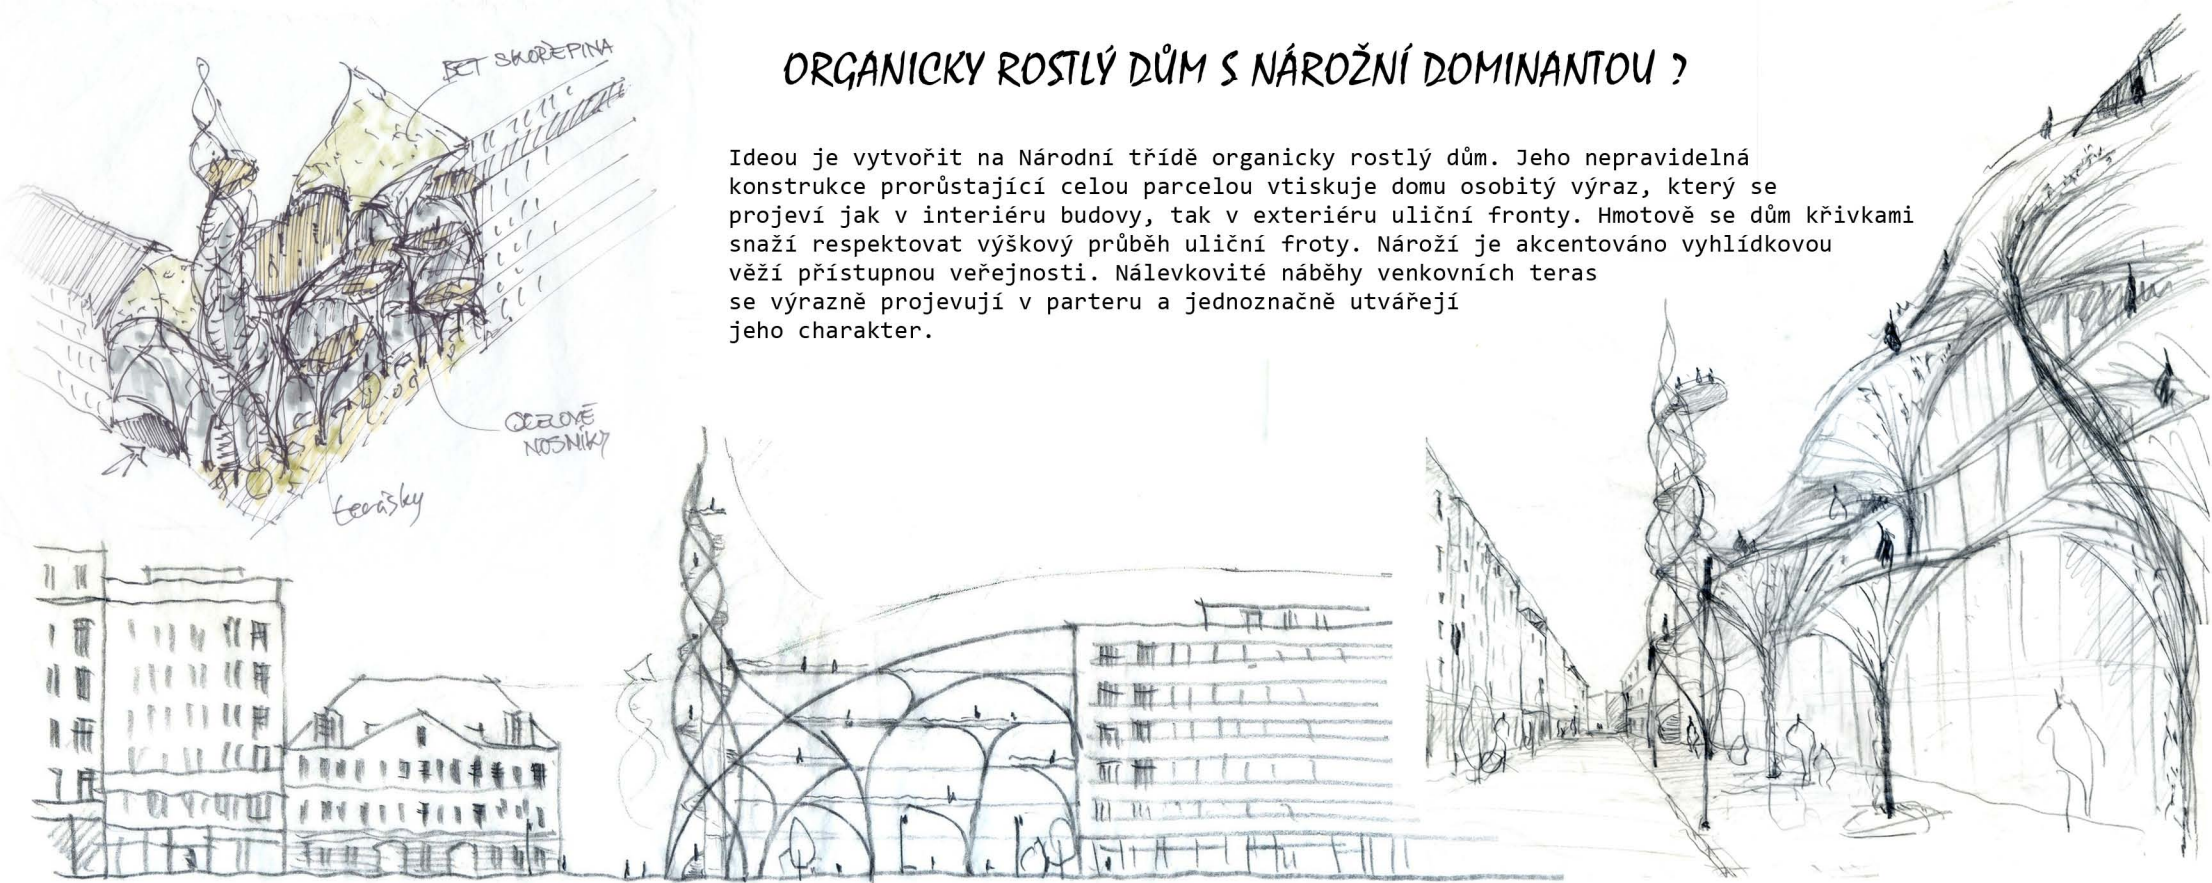 BET SKOŘEPINA
ORGANICKY ROSTLÝ DŮM S NÁROŽNÍ DOMINANTOU ?
Ideou je vytvořit na Národní třídě organicky rostlý dům. Jeho nepravidelná
konstrukce prorůstající celou parcelou vtiskuje domu osobitý výraz, který se
projeví jak v interiéru budovy, tak v exteriéru uliční fronty. Hmotově se dům křivkami
snaží respektovat výškový průběh uliční froty. Nároží je akcentováno vyhlídkovou
věží přístupnou veřejnosti. Nálevkovité náběhy venkovních teras
se výrazně projevují v parteru a jednoznačně utvářejí
jeho charakter.
OCELOVÉ
NOSNÍKY
terásky